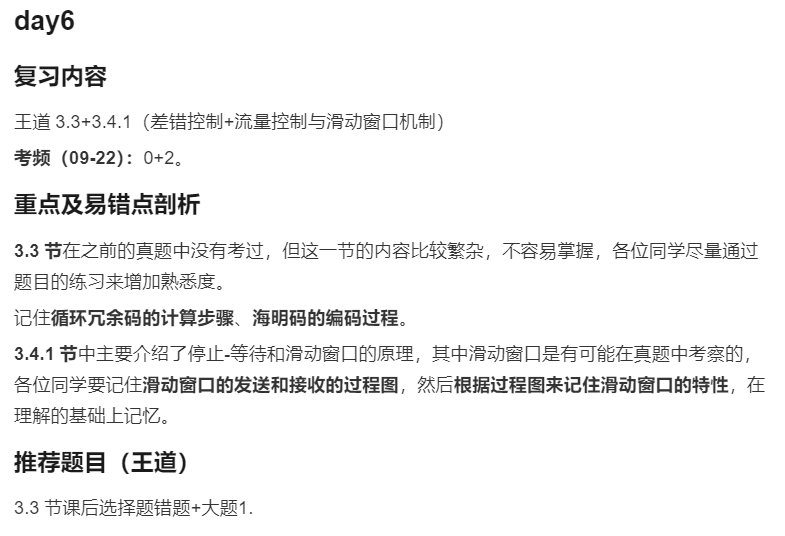 day6
复习内容
王道 3.3+3.4.1（差错控制+流量控制与滑动窗口机制）
考频（09-22）：0+2。
重点及易错点剖析
3.3 节在之前的真题中没有考过，但这一节的内容比较繁杂，不容易掌握，各位同学尽量通过
题目的练习来增加熟悉度。
记住循环冗余码的计算步骤、海明码的编码过程。
3.4.1 节中主要介绍了停止-等待和滑动窗口的原理，其中滑动窗口是有可能在真题中考察的，
各位同学要记住滑动窗口的发送和接收的过程图，然后根据过程图来记住滑动窗口的特性，在
理解的基础上记忆。
推荐题目（王道）
3.3 节课后选择题错题+大题1.